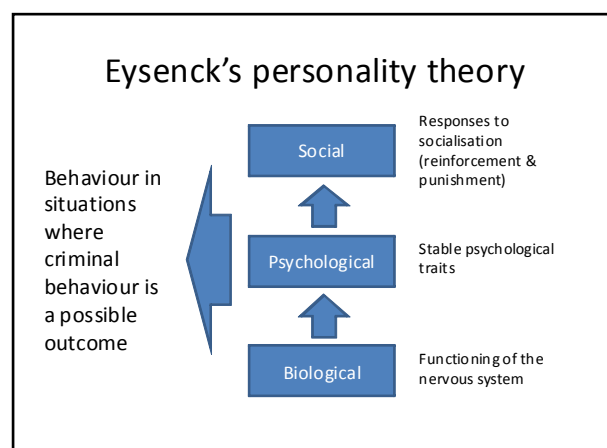 Eysenck's personality theory
Behaviour in
situations
where
criminal
behaviour is
a possible
outcome
Social
Responses to
socialisation
(reinforcement &
punishment)
Psychological
Stable psychological
traits
Biological
Functioning of the
nervous system